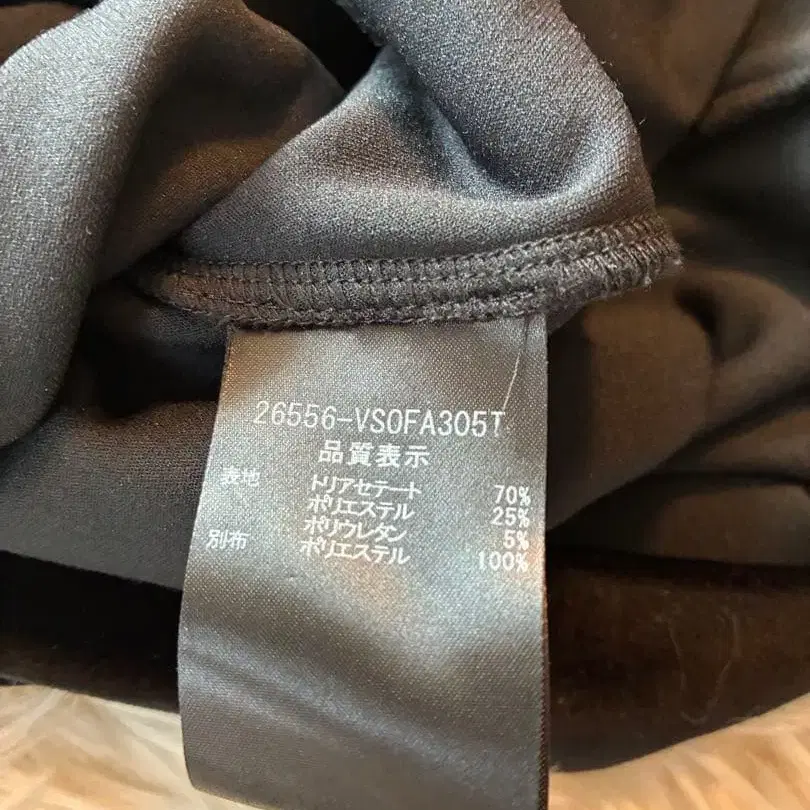 26556-VS0FA305T
品質表示
表地 トリアセテート 70%
ポリエステル 25%
ポリウレタン 5%
別布 ポリエステル 100%